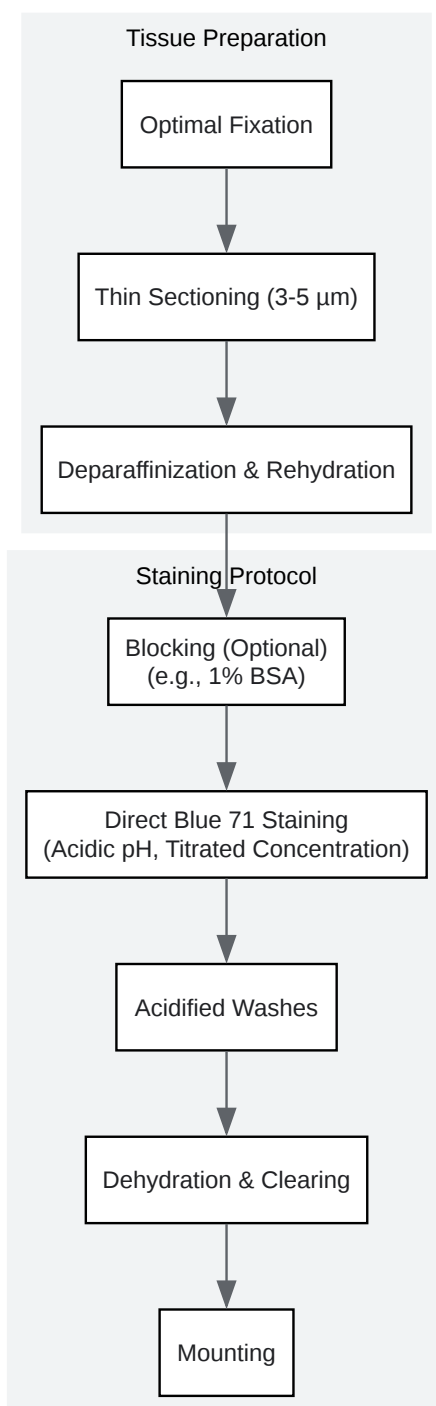 Tissue Preparation
Optimal Fixation
Thin Sectioning (3-5 µm)
Deparaffinization & Rehydration
Staining Protocol
Blocking (Optional)
(e.g., 1% BSA)
Direct Blue 71 Staining
(Acidic pH, Titrated Concentration)
Acidified Washes
Dehydration & Clearing
Mounting